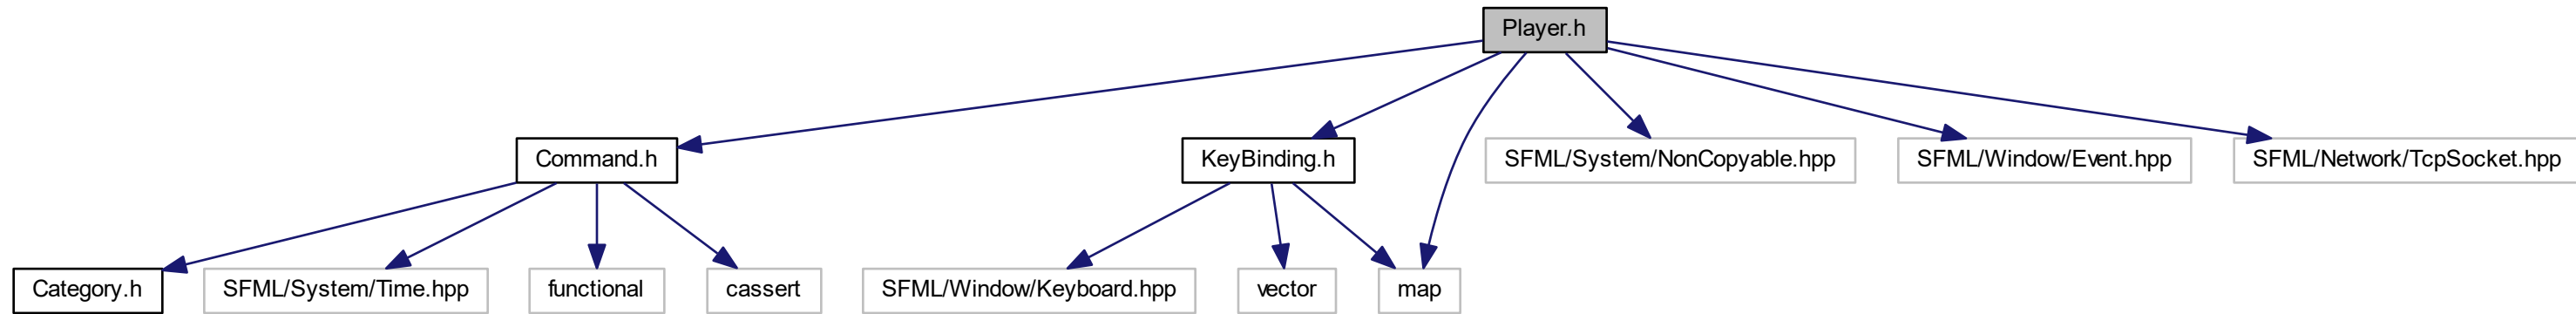 Player.h
Command.h
KeyBinding.h
SFML/System/NonCopyable.hpp
SFML/Window/Event.hpp
SFML/Network/TcpSocket.hpp
Category.h
SFML/System/Time.hpp
functional
cassert
SFML/Window/Keyboard.hpp
vector
map